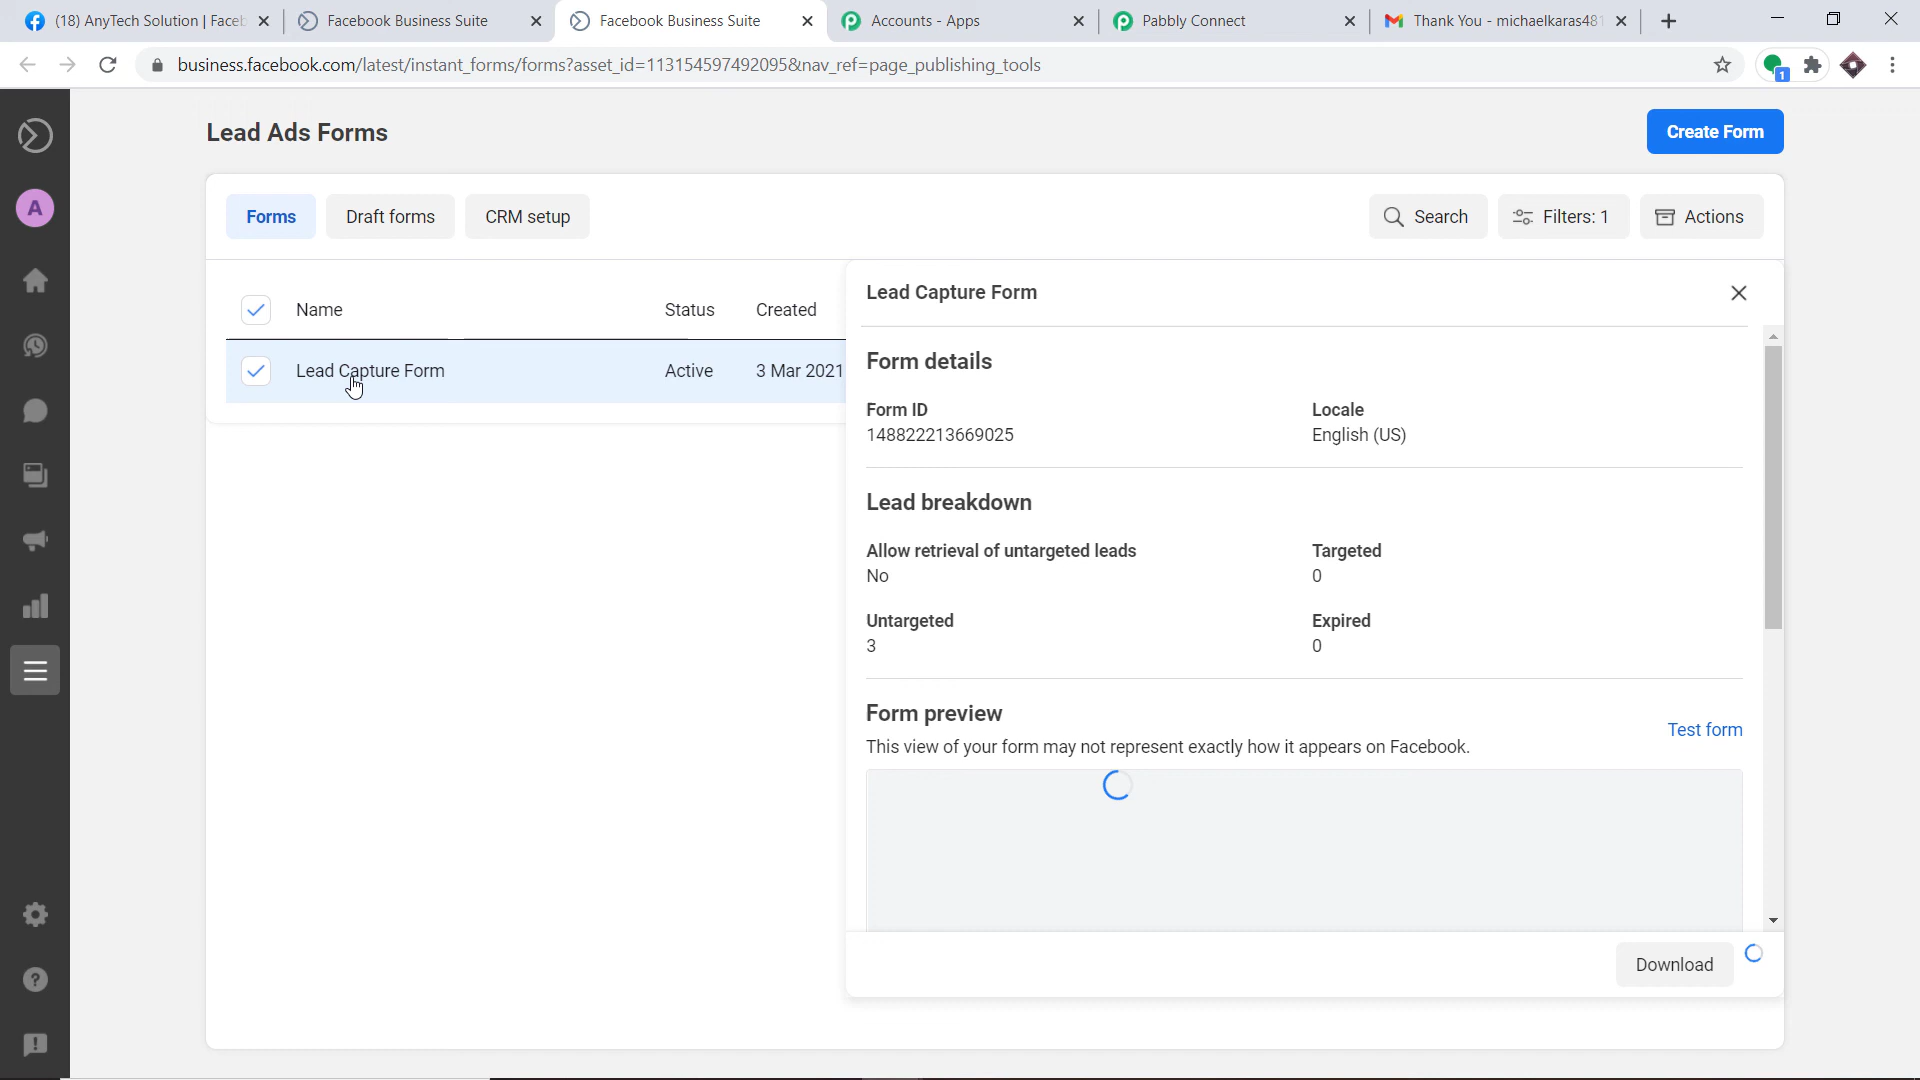 (18) AnyTech Solution | Faceb
Facebook Business Suite
Facebook Business Suite
Accounts - Apps
Pabbly Connect
Thank You - michaelkaras481
business.facebook.com/latest/instant_forms/forms?asset_id=113154597492095&nav_ref=page_publishing_tools
1
Lead Ads Forms
Create Form
A
Forms
Draft forms
CRM setup
Search
Filters: 1
Actions
Name
Status
Created
Lead Capture Form
Active
3 Mar 2021
Lead Capture Form
Form details
Form ID
148822213669025
Locale
English (US)
Lead breakdown
Allow retrieval of untargeted leads
No
Targeted
0
Untargeted
3
Expired
0
Form preview
This view of your form may not represent exactly how it appears on Facebook.
Test form
Download